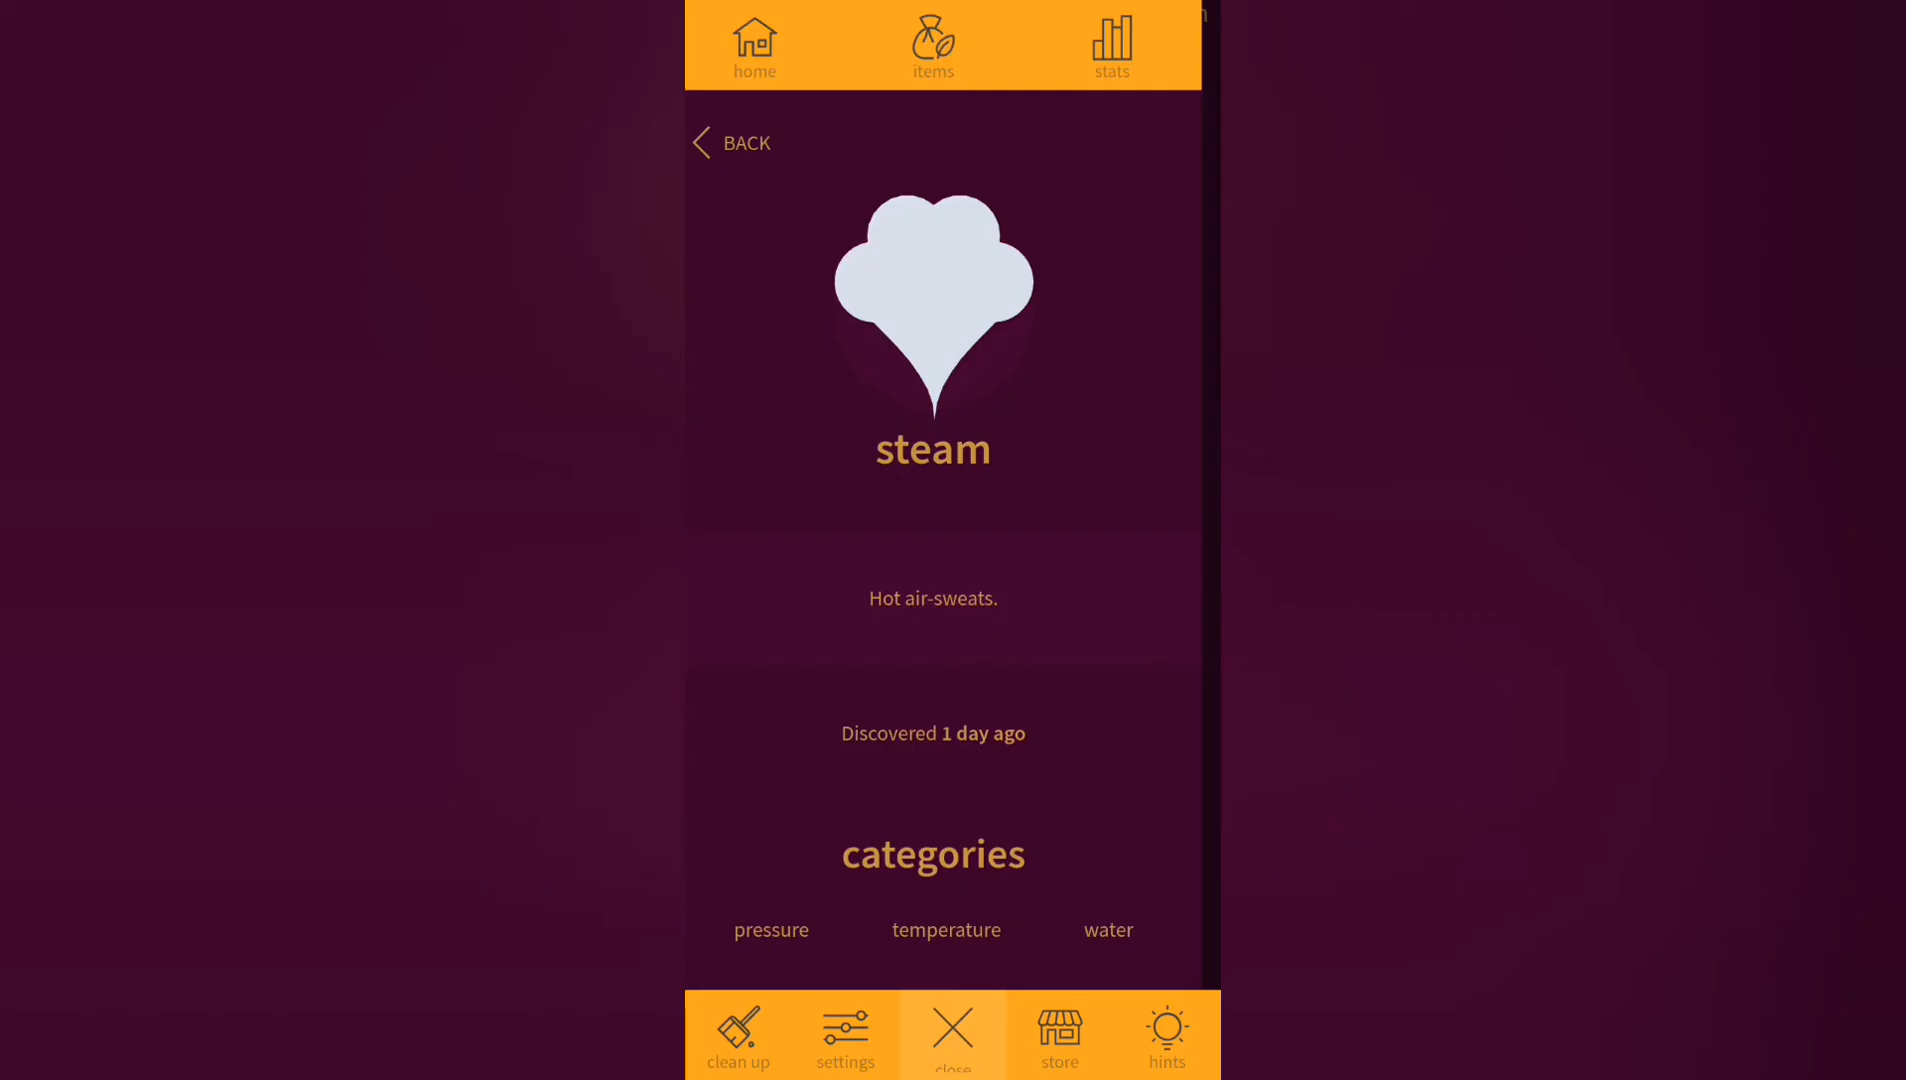 home items stats
BACK
steam
Hot air-sweats.
Discovered 1 day ago
categories
pressure temperature water
clean up settings close store hints